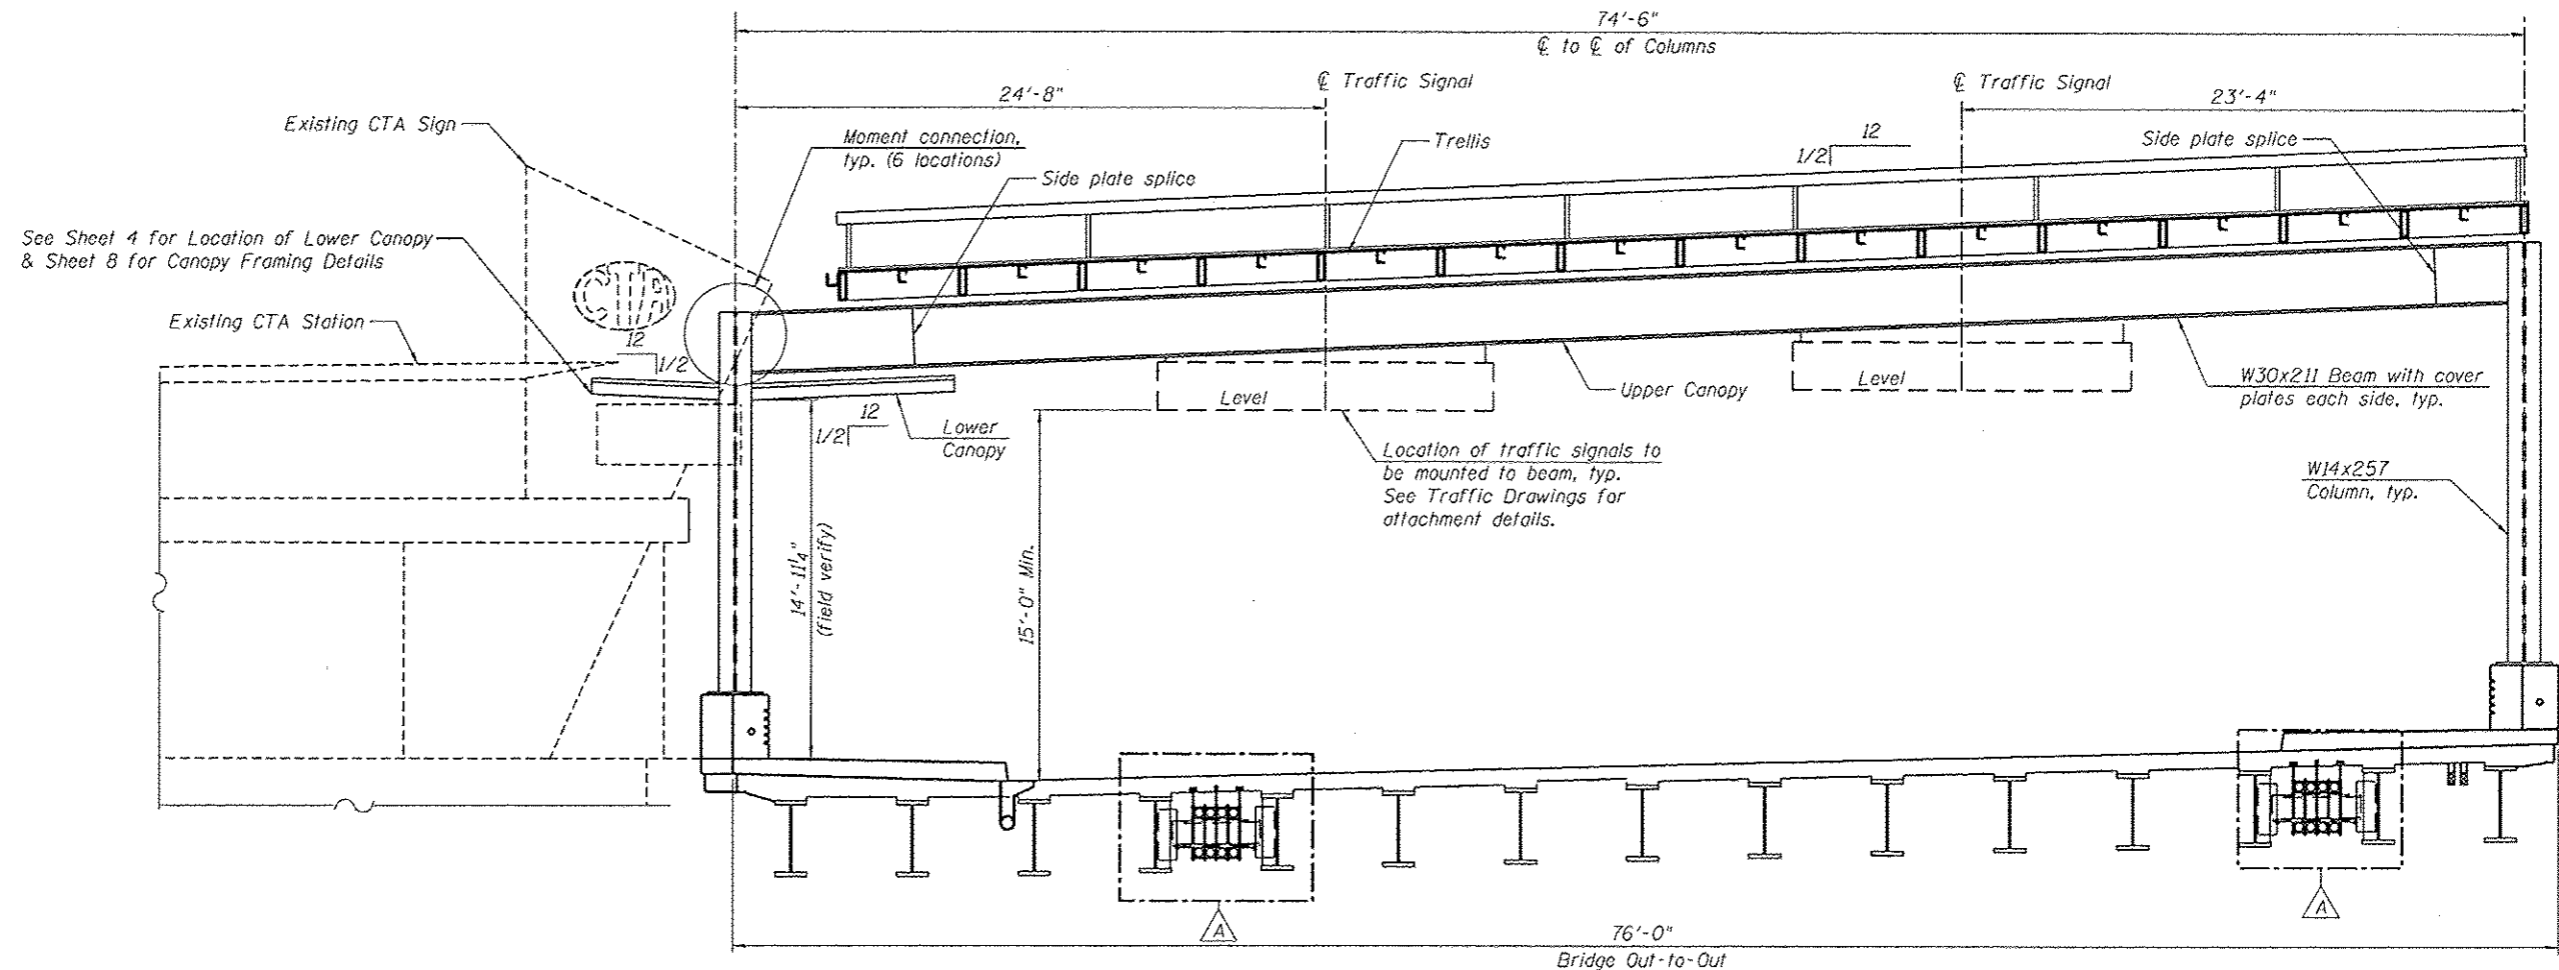 74'-6"
℄ to ℄ of Columns
℄ Traffic Signal
℄ Traffic Signal
24'-8"
23'-4"
Existing CTA Sign
Moment connection,
typ. (6 locations)
Trellis
12
1/2
Side plate splice
Side plate splice
See Sheet 4 for Location of Lower Canopy
& Sheet 8 for Canopy Framing Details
Existing CTA Station
12
1/2
cta
Level
Level
Upper Canopy
W30x211 Beam with cover
plates each side, typ.
12
1/2
Lower
Canopy
Location of traffic signals to
be mounted to beam, typ.
See Traffic Drawings for
attachment details.
W14x257
Column, typ.
14'-11¼"
(field verify)
15'-0" Min.
A
A
76'-0"
Bridge Out-to-Out